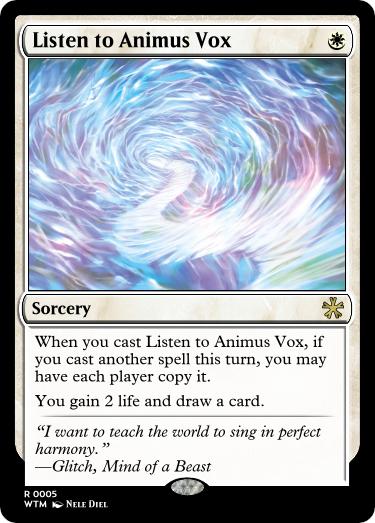 Listen to Animus Vox
Sorcery
When you cast Listen to Animus Vox, if
you cast another spell this turn, you may
have each player copy it.
You gain 2 life and draw a card.
“I want to teach the world to sing in perfect
harmony.”
—Glitch, Mind of a Beast
R 0005
WTM Nele Diel